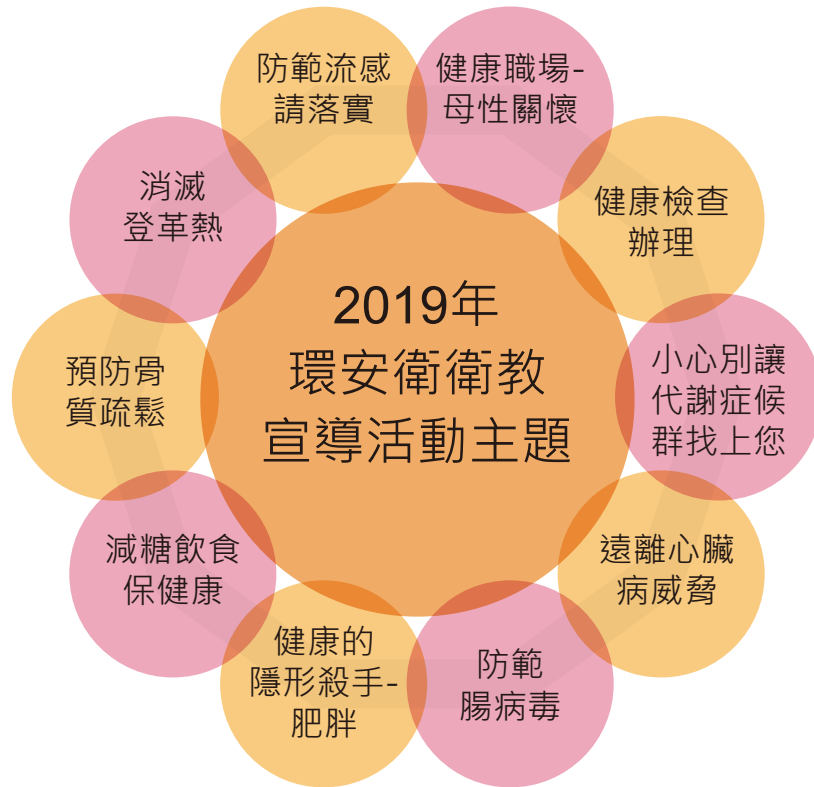 防範流感
請落實
健康職場-
母性關懷
健康檢查
辦理
小心別讓
代謝症候
群找上您
遠離心臟
病威脅
防範
腸病毒
健康的
隱形殺手-
肥胖
減糖飲食
保健康
預防骨
質疏鬆
消滅
登革熱
2019年
環安衛衛教
宣導活動主題